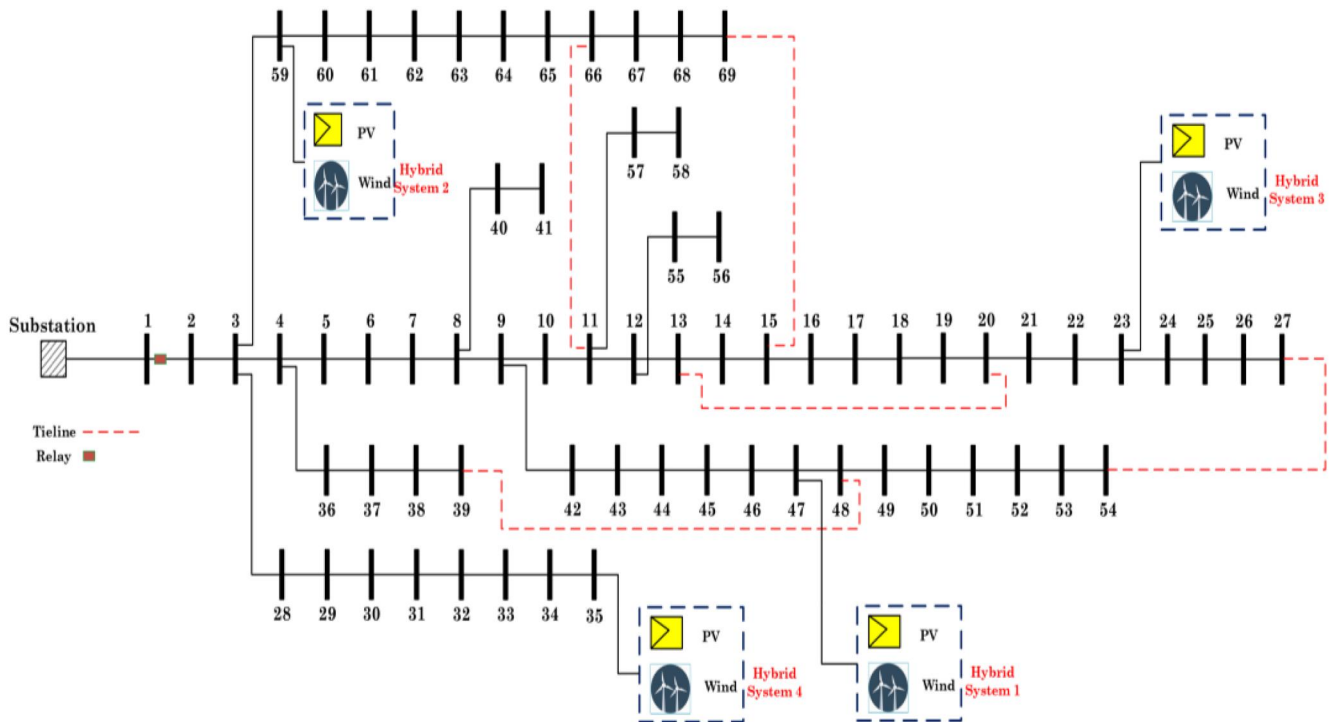 59 60 61 62 63 64 65 66 67 68 69
PV
Wind
Hybrid
System 2
57 58
40 41
55 56
PV
Wind
Hybrid
System 3
Substation
1 2 3 4 5 6 7 8 9 10 11 12 13 14 15 16 17 18 19 20 21 22 23 24 25 26 27
Tieline
Relay
36 37 38 39
42 43 44 45 46 47 48 49 50 51 52 53 54
28 29 30 31 32 33 34 35
PV
Wind
Hybrid
System 4
PV
Wind
Hybrid
System 1